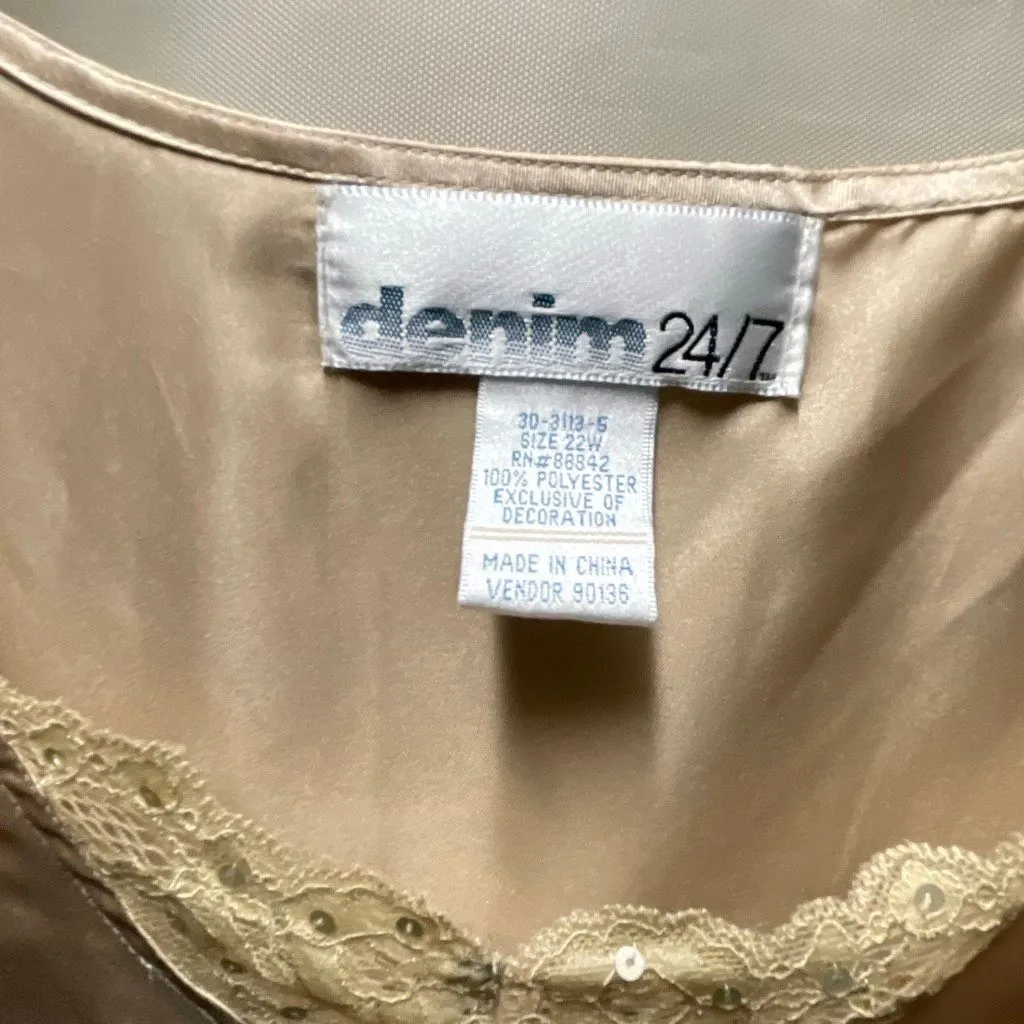 denim 24/7™
30-3113-5
SIZE 22W
RN#88842
100% POLYESTER
EXCLUSIVE OF
DECORATION
MADE IN CHINA
VENDOR 90136